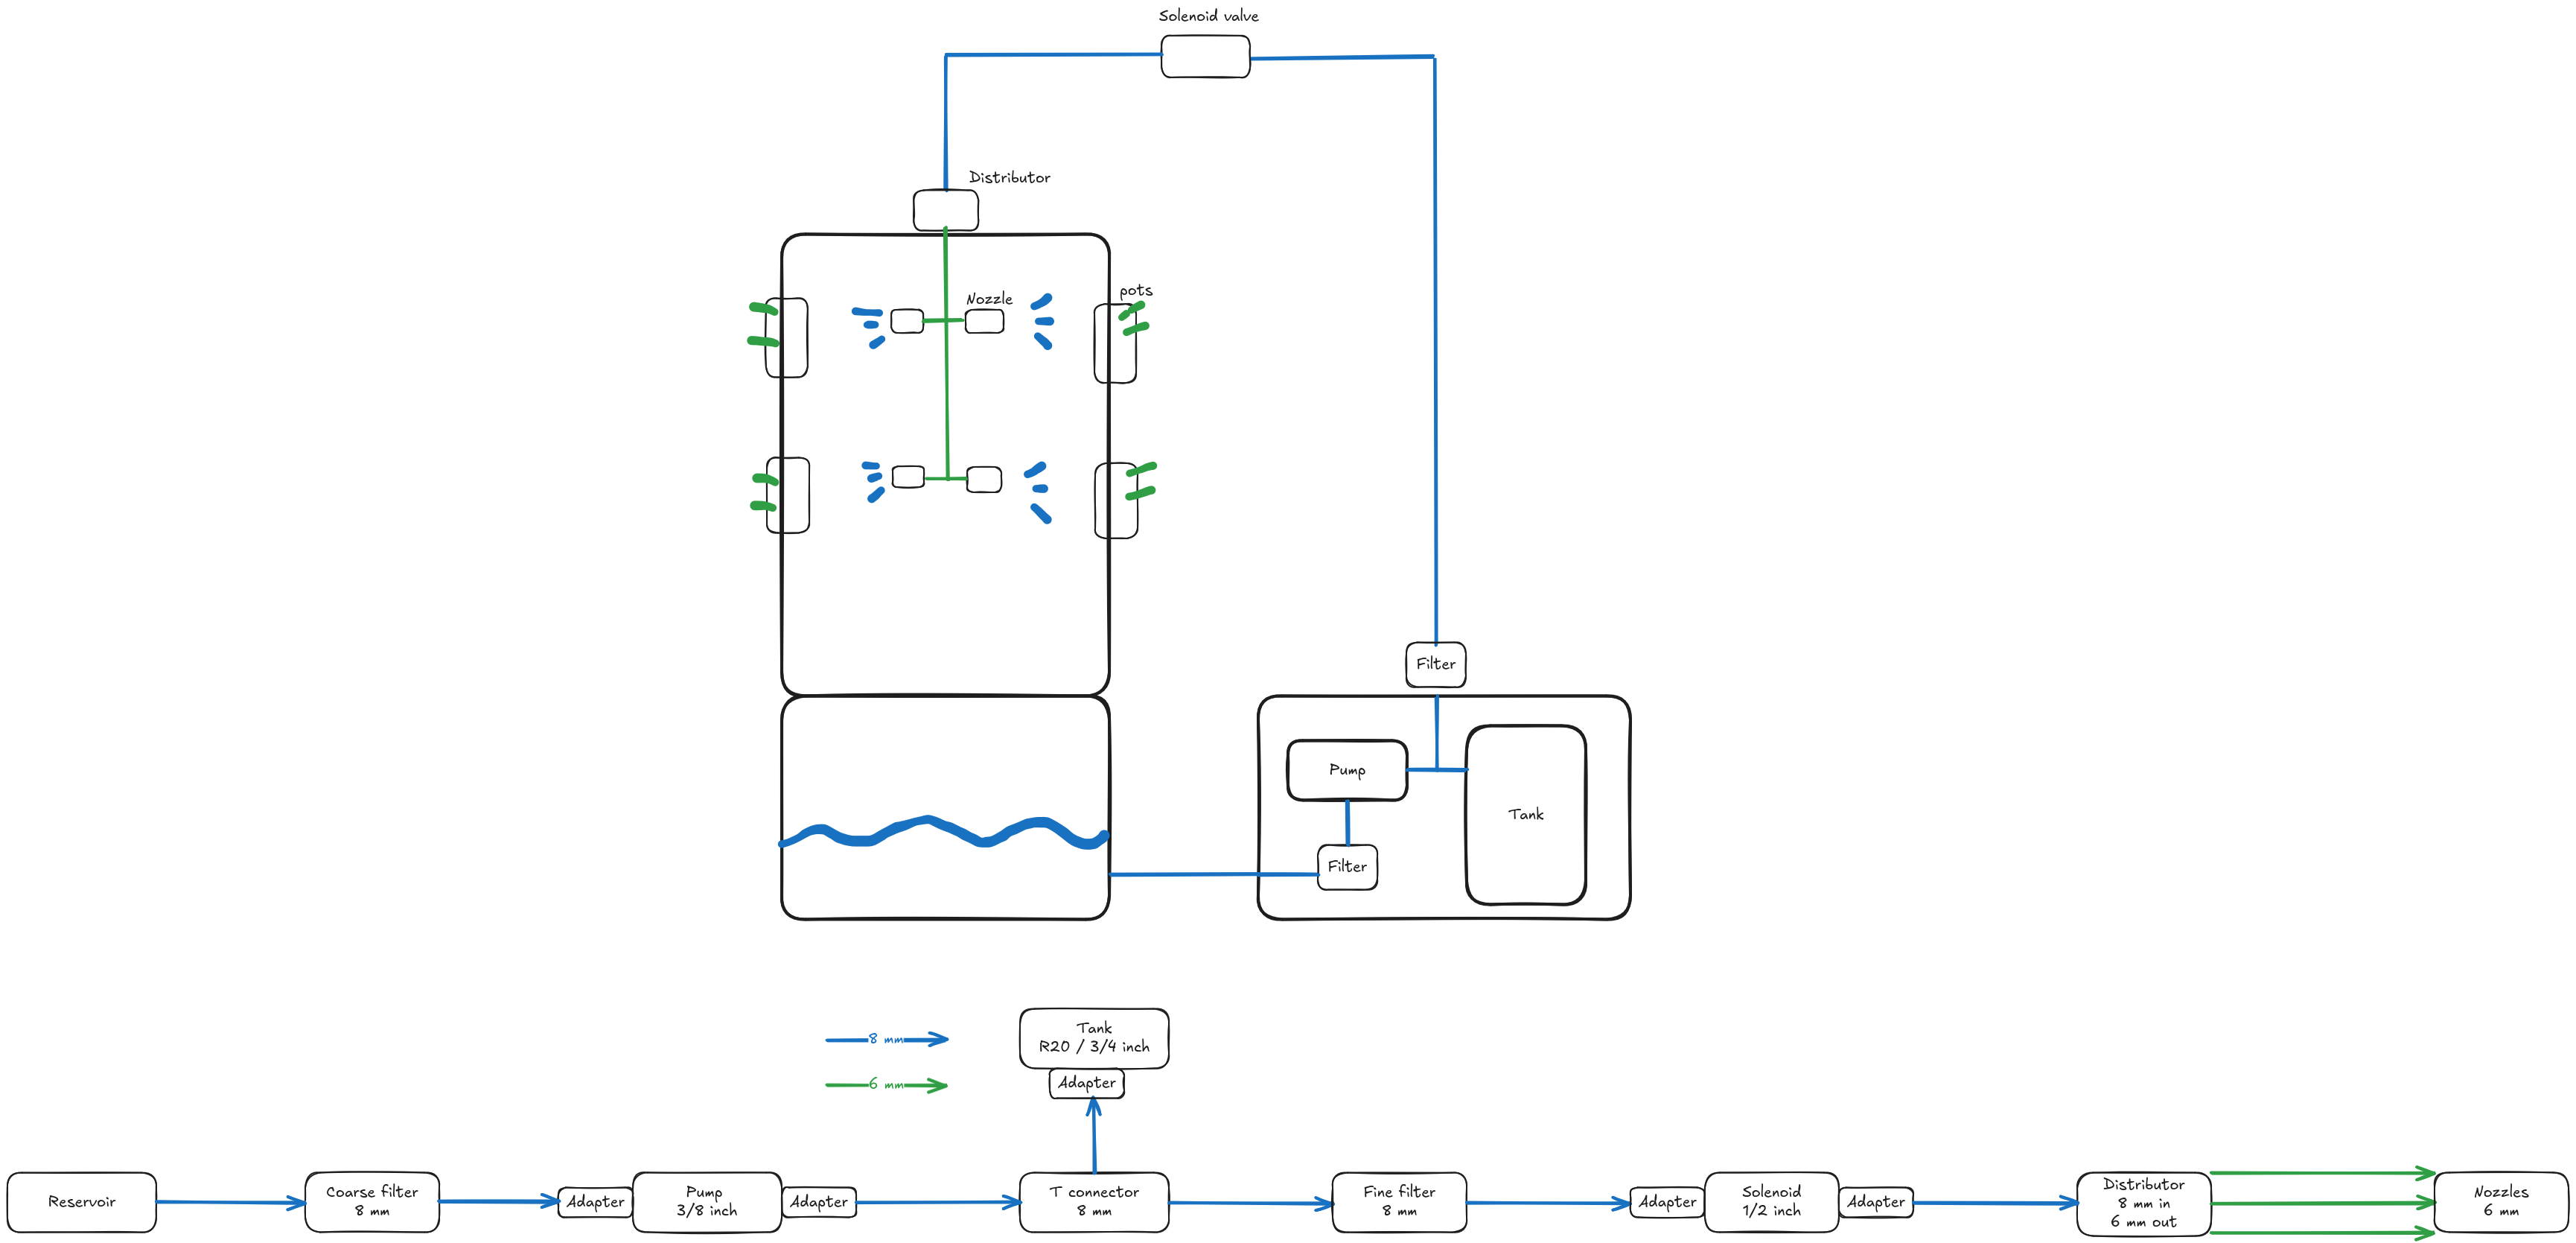 Solenoid valve
Distributor
Nozzle
pots
Filter
Pump
Tank
Filter
8 mm
6 mm
Tank
R20 / 3/4 inch
Adapter
Reservoir
Coarse filter
8 mm
Adapter
Pump
3/8 inch
Adapter
T connector
8 mm
Fine filter
8 mm
Adapter
Solenoid
1/2 inch
Adapter
Distributor
8 mm in
6 mm out
Nozzles
6 mm